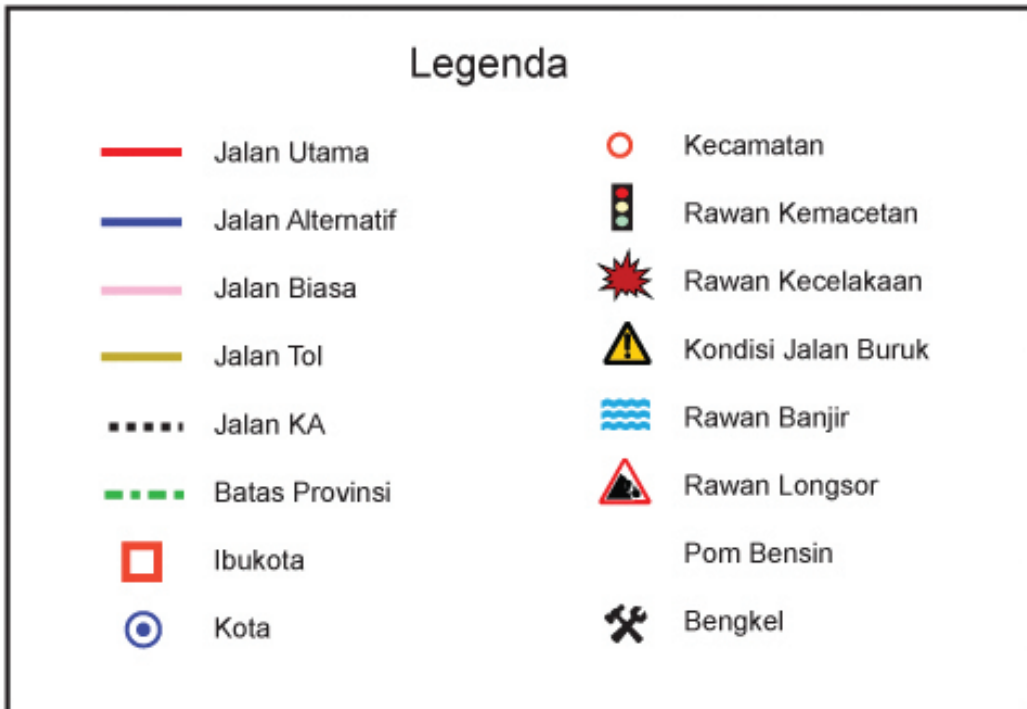 Legenda
Jalan Utama
Jalan Alternatif
Jalan Biasa
Jalan Tol
Jalan KA
Batas Provinsi
Ibukota
Kota
Kecamatan
Rawan Kemacetan
Rawan Kecelakaan
Kondisi Jalan Buruk
Rawan Banjir
Rawan Longsor
Pom Bensin
Bengkel